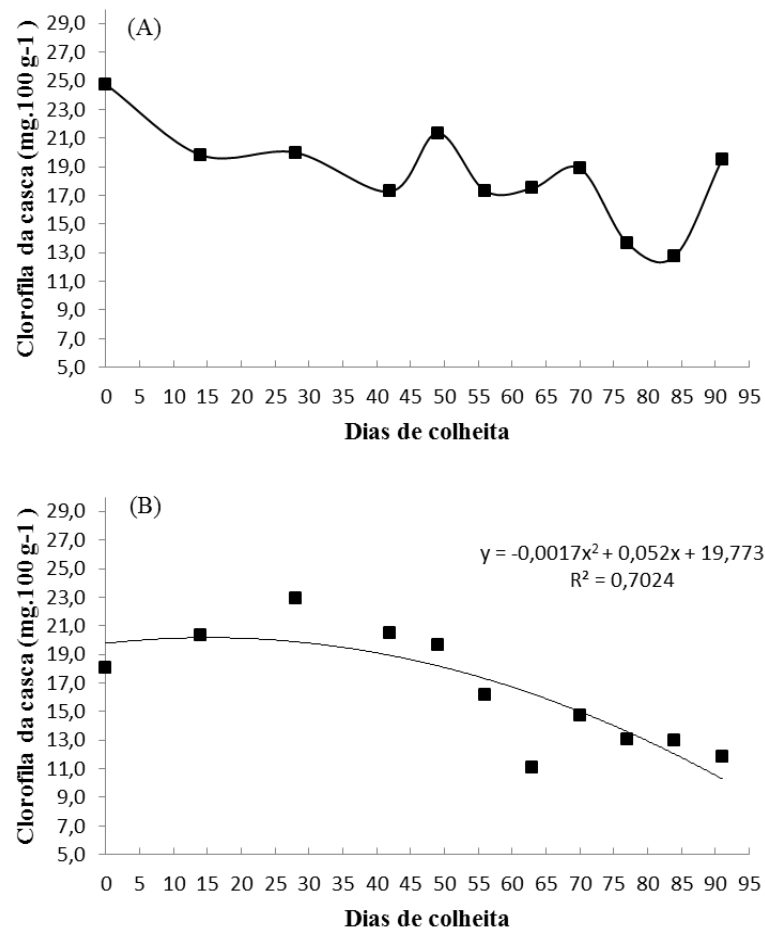 (A)
Clorofila da casca (mg.100 g-1 )
29,0
27,0
25,0
23,0
21,0
19,0
17,0
15,0
13,0
11,0
9,0
7,0
5,0
0 5 10 15 20 25 30 35 40 45 50 55 60 65 70 75 80 85 90 95
Dias de colheita
(B)
Clorofila da casca (mg.100 g-1 )
29,0
27,0
25,0
23,0
21,0
19,0
17,0
15,0
13,0
11,0
9,0
7,0
5,0
y = -0,0017x² + 0,052x + 19,773
R² = 0,7024
0 5 10 15 20 25 30 35 40 45 50 55 60 65 70 75 80 85 90 95
Dias de colheita